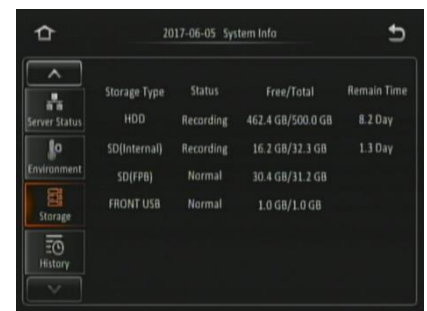 2017-06-05 System Info
Storage Type Status Free/Total Remain Time
HDD Recording 462.4 GB/500.0 GB 8.2 Day
SD(Internal) Recording 16.2 GB/32.3 GB 1.3 Day
SD(FPB) Normal 30.4 GB/31.2 GB
FRONT USB Normal 1.0 GB/1.0 GB
Server Status
Environment
Storage
History